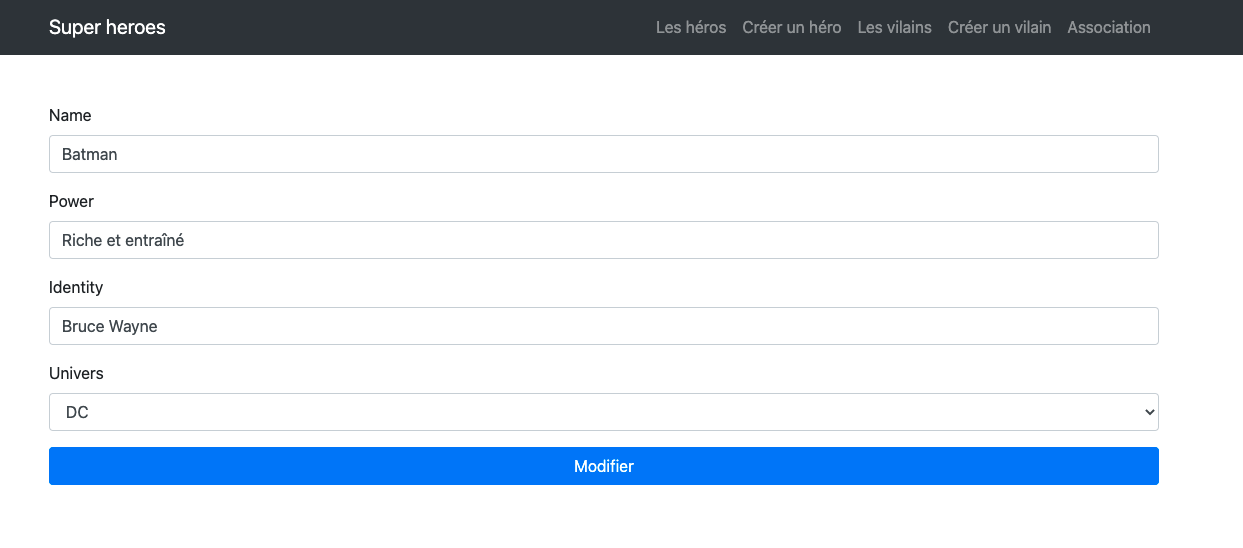 Super heroes Les héros Créer un héro Les vilains Créer un vilain Association
Name
Batman
Power
Riche et entraîné
Identity
Bruce Wayne
Univers
DC
Modifier